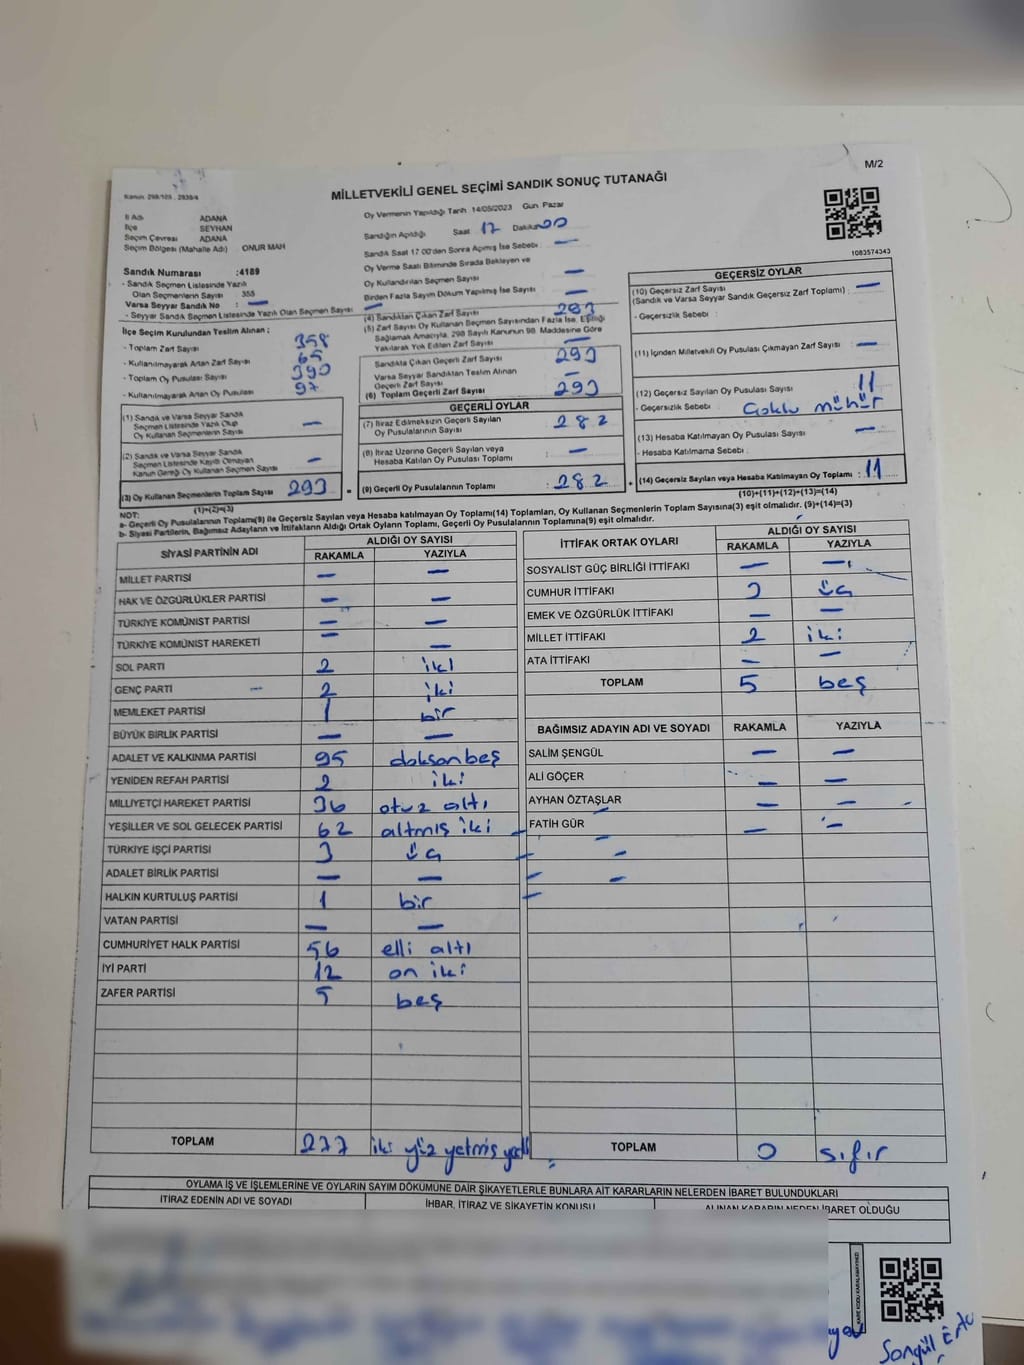 M/2
Kanun: 298/105 , 2839/4
MİLLETVEKİLİ GENEL SEÇİMİ SANDIK SONUÇ TUTANAĞI
İl Adı ADANA
İlçe SEYHAN
Seçim Çevresi ADANA
Seçim Bölgesi (Mahalle Adı) ONUR MAH
Oy Vermenin Yapıldığı Tarih 14/05/2023 Gün Pazar
Sandığın Açıldığı Saat 17 Dakika 00
Sandık Saat 17 00'den Sonra Açılmış İse Sebebi : —
Oy Verme Saati Bitiminde Sırada Bekleyen ve
Oy Kullandırılan Seçmen Sayısı —
Birden Fazla Sayım Döküm Yapılmış İse Sayısı : —
1083574343
Sandık Numarası :4189
- Sandık Seçmen Listesinde Yazılı
Olan Seçmenlerin Sayısı : 355
Varsa Seyyar Sandık No : —
- Seyyar Sandık Seçmen Listesinde Yazılı Olan Seçmen Sayısı —
İlçe Seçim Kurulundan Teslim Alınan ;
- Toplam Zarf Sayısı 358
- Kullanılmayarak Artan Zarf Sayısı 65
- Toplam Oy Pusulası Sayısı 390
- Kullanılmayarak Artan Oy Pusulası 97
(1) Sandık ve Varsa Seyyar Sandık
Seçmen Listesinde Yazılı Olup
Oy Kullanan Seçmenlerin Sayısı —
(2) Sandık ve Varsa Seyyar Sandık
Seçmen Listesinde Kayıtlı Olmayan
Kanun Gereği Oy Kullanan Seçmen Sayısı —
(3) Oy Kullanan Seçmenlerin Toplam Sayısı 293
(1)+(2)=(3)
(4) Sandıktan Çıkan Zarf Sayısı 293
(5) Zarf Sayısı Oy Kullanan Seçmen Sayısından Fazla İse, Eşitliği
Sağlamak Amacıyla, 298 Sayılı Kanunun 98. Maddesine Göre
Yakılarak Yok Edilen Zarf Sayısı —
Sandıkta Çıkan Geçerli Zarf Sayısı 293
Varsa Seyyar Sandıktan Teslim Alınan
Geçerli Zarf Sayısı —
(6) Toplam Geçerli Zarf Sayısı 293
GEÇERLİ OYLAR
(7) İtiraz Edilmeksizin Geçerli Sayılan
Oy Pusulalarının Sayısı : 282
(8) İtiraz Üzerine Geçerli Sayılan veya
Hesaba Katılan Oy Pusulası Toplamı : —
(9) Geçerli Oy Pusulalarının Toplamı : 282
GEÇERSİZ OYLAR
(10) Geçersiz Zarf Sayısı
(Sandık ve Varsa Seyyar Sandık Geçersiz Zarf Toplamı) : —
- Geçersizlik Sebebi :
(11) İçinden Milletvekili Oy Pusulası Çıkmayan Zarf Sayısı : —
(12) Geçersiz Sayılan Oy Pusulası Sayısı : 11
- Geçersizlik Sebebi : Çoklu mühür
(13) Hesaba Katılmayan Oy Pusulası Sayısı : —
- Hesaba Katılmama Sebebi :
(14) Geçersiz Sayılan veya Hesaba Katılmayan Oy Toplamı : 11
(10)+(11)+(12)+(13)=(14)
NOT:
a- Geçerli Oy Pusulasının Toplamı(9) ile Geçersiz Sayılan veya Hesaba katılmayan Oy Toplamı(14) Toplamları, Oy Kullanan Seçmenlerin Toplam Sayısına(3) eşit olmalıdır. (9)+(14)=(3)
b- Siyasi Partilerin, Bağımsız Adayların ve İttifakların Aldığı Ortak Oyların Toplamı, Geçerli Oy Pusulalarının Toplamına(9) eşit olmalıdır.
SİYASİ PARTİNİN ADI ALDIĞI OY SAYISI
RAKAMLA YAZIYLA
MİLLET PARTİSİ — —
HAK VE ÖZGÜRLÜKLER PARTİSİ — —
TÜRKİYE KOMÜNİST PARTİSİ — —
TÜRKİYE KOMÜNİST HAREKETİ — —
SOL PARTİ 2 iki
GENÇ PARTİ 2 iki
MEMLEKET PARTİSİ 1 bir
BÜYÜK BİRLİK PARTİSİ — —
ADALET VE KALKINMA PARTİSİ 95 doksan beş
YENİDEN REFAH PARTİSİ 2 iki
MİLLİYETÇİ HAREKET PARTİSİ 36 otuz altı
YEŞİLLER VE SOL GELECEK PARTİSİ 62 altmış iki
TÜRKİYE İŞÇİ PARTİSİ 3 üç
ADALET BİRLİK PARTİSİ — —
HALKIN KURTULUŞ PARTİSİ 1 bir
VATAN PARTİSİ — —
CUMHURİYET HALK PARTİSİ 56 elli altı
İYİ PARTİ 12 on iki
ZAFER PARTİSİ 5 beş
TOPLAM 277 iki yüz yetmiş yedi
İTTİFAK ORTAK OYLARI ALDIĞI OY SAYISI
RAKAMLA YAZIYLA
SOSYALİST GÜÇ BİRLİĞİ İTTİFAKI — —
CUMHUR İTTİFAKI 3 üç
EMEK VE ÖZGÜRLÜK İTTİFAKI — —
MİLLET İTTİFAKI 2 iki
ATA İTTİFAKI — —
TOPLAM 5 beş
BAĞIMSIZ ADAYIN ADI VE SOYADI RAKAMLA YAZIYLA
SALİM ŞENGÜL — —
ALİ GÖÇER — —
AYHAN ÖZTAŞLAR — —
FATİH GÜR — —
TOPLAM 0 sıfır
OYLAMA İŞ VE İŞLEMLERİNE VE OYLARIN SAYIM DÖKÜMÜNE DAİR ŞİKAYETLERLE BUNLARA AİT KARARLARIN NELERDEN İBARET BULUNDUKLARI
İTİRAZ EDENİN ADI VE SOYADI İHBAR, İTİRAZ VE ŞİKAYETİN KONUSU ALINAN KARARIN NEDEN İBARET OLDUĞU
KARE KODU KARALAMAYINIZ!
Songül